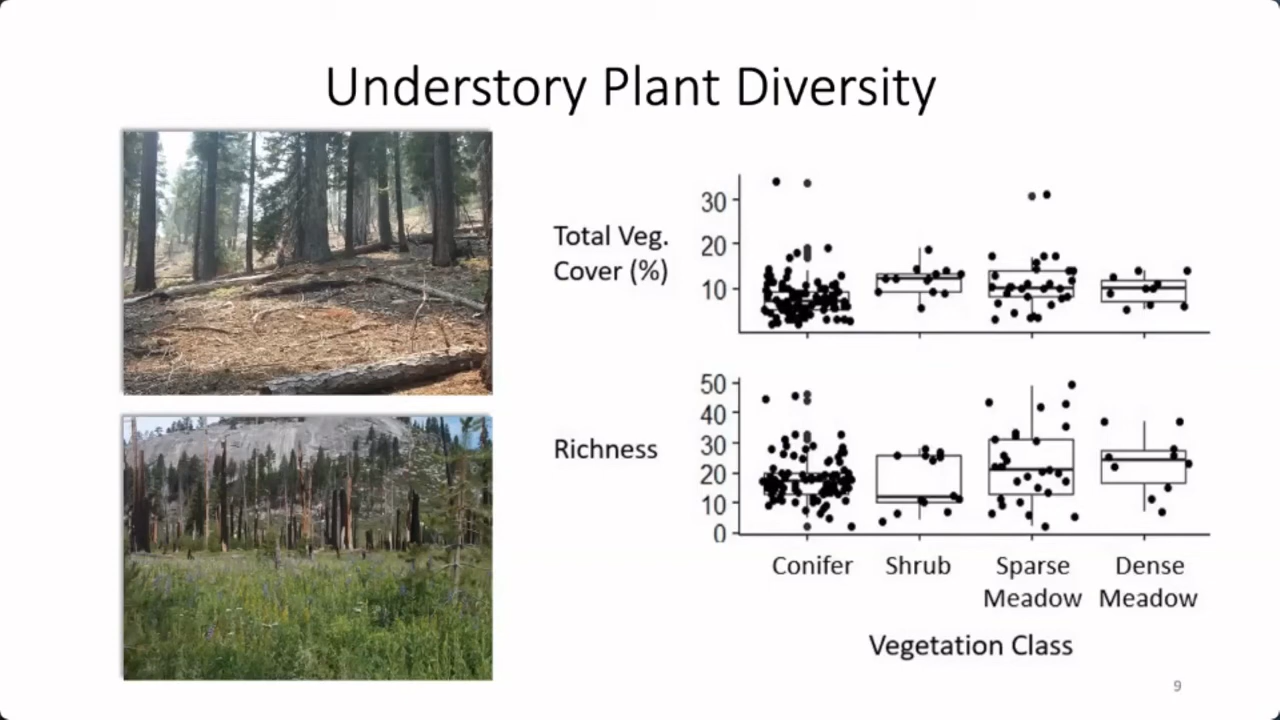 Understory Plant Diversity
Total Veg.
Cover (%)
30
20
10
Richness
50
40
30
20
10
0
Conifer
Shrub
Sparse
Meadow
Dense
Meadow
Vegetation Class
9